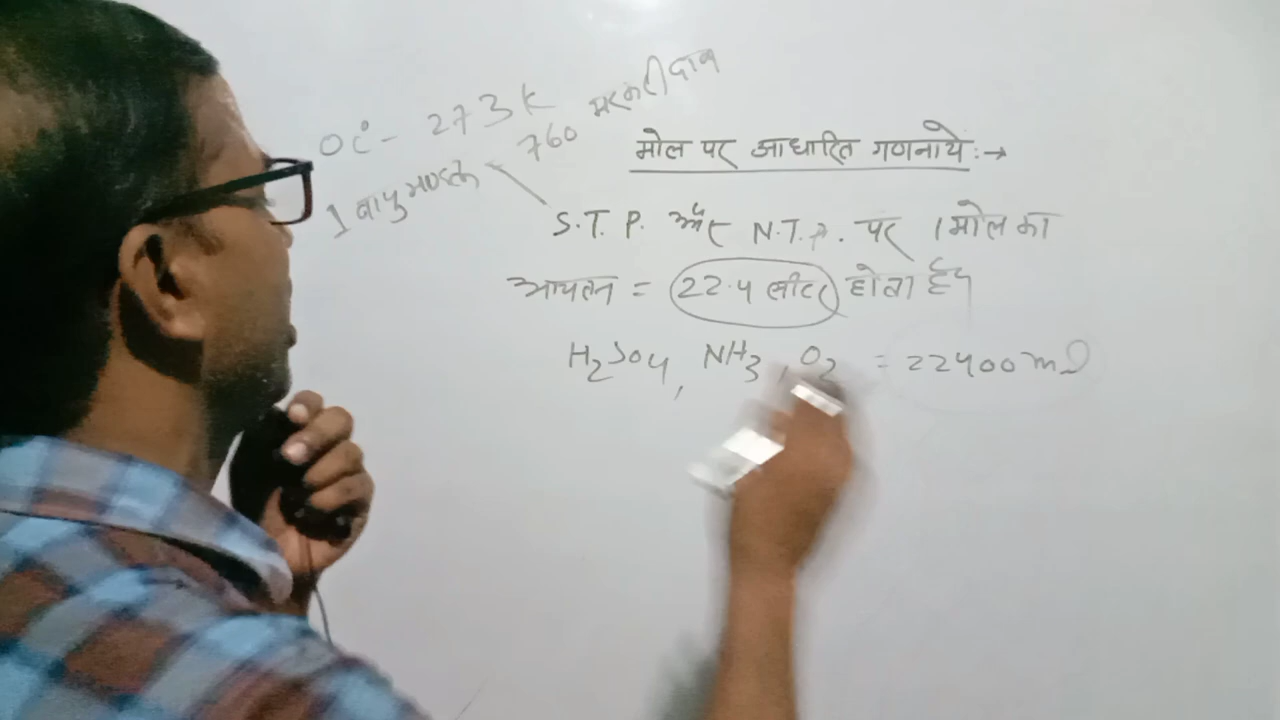 0c° - 273 k
1 वायुमण्डल 760 मरकरी दाब
मोल पर आधारित गणनाये :→
S.T. P. और N.T.P. पर 1 मोल का
आयतन = 22.4 लीटर होता है।
H2SO4, NH3, O2 = 22400 ml